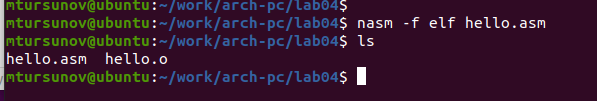 mtursunov@ubuntu:~/work/arch-pc/lab04$
mtursunov@ubuntu:~/work/arch-pc/lab04$ nasm -f elf hello.asm
mtursunov@ubuntu:~/work/arch-pc/lab04$ ls
hello.asm  hello.o
mtursunov@ubuntu:~/work/arch-pc/lab04$